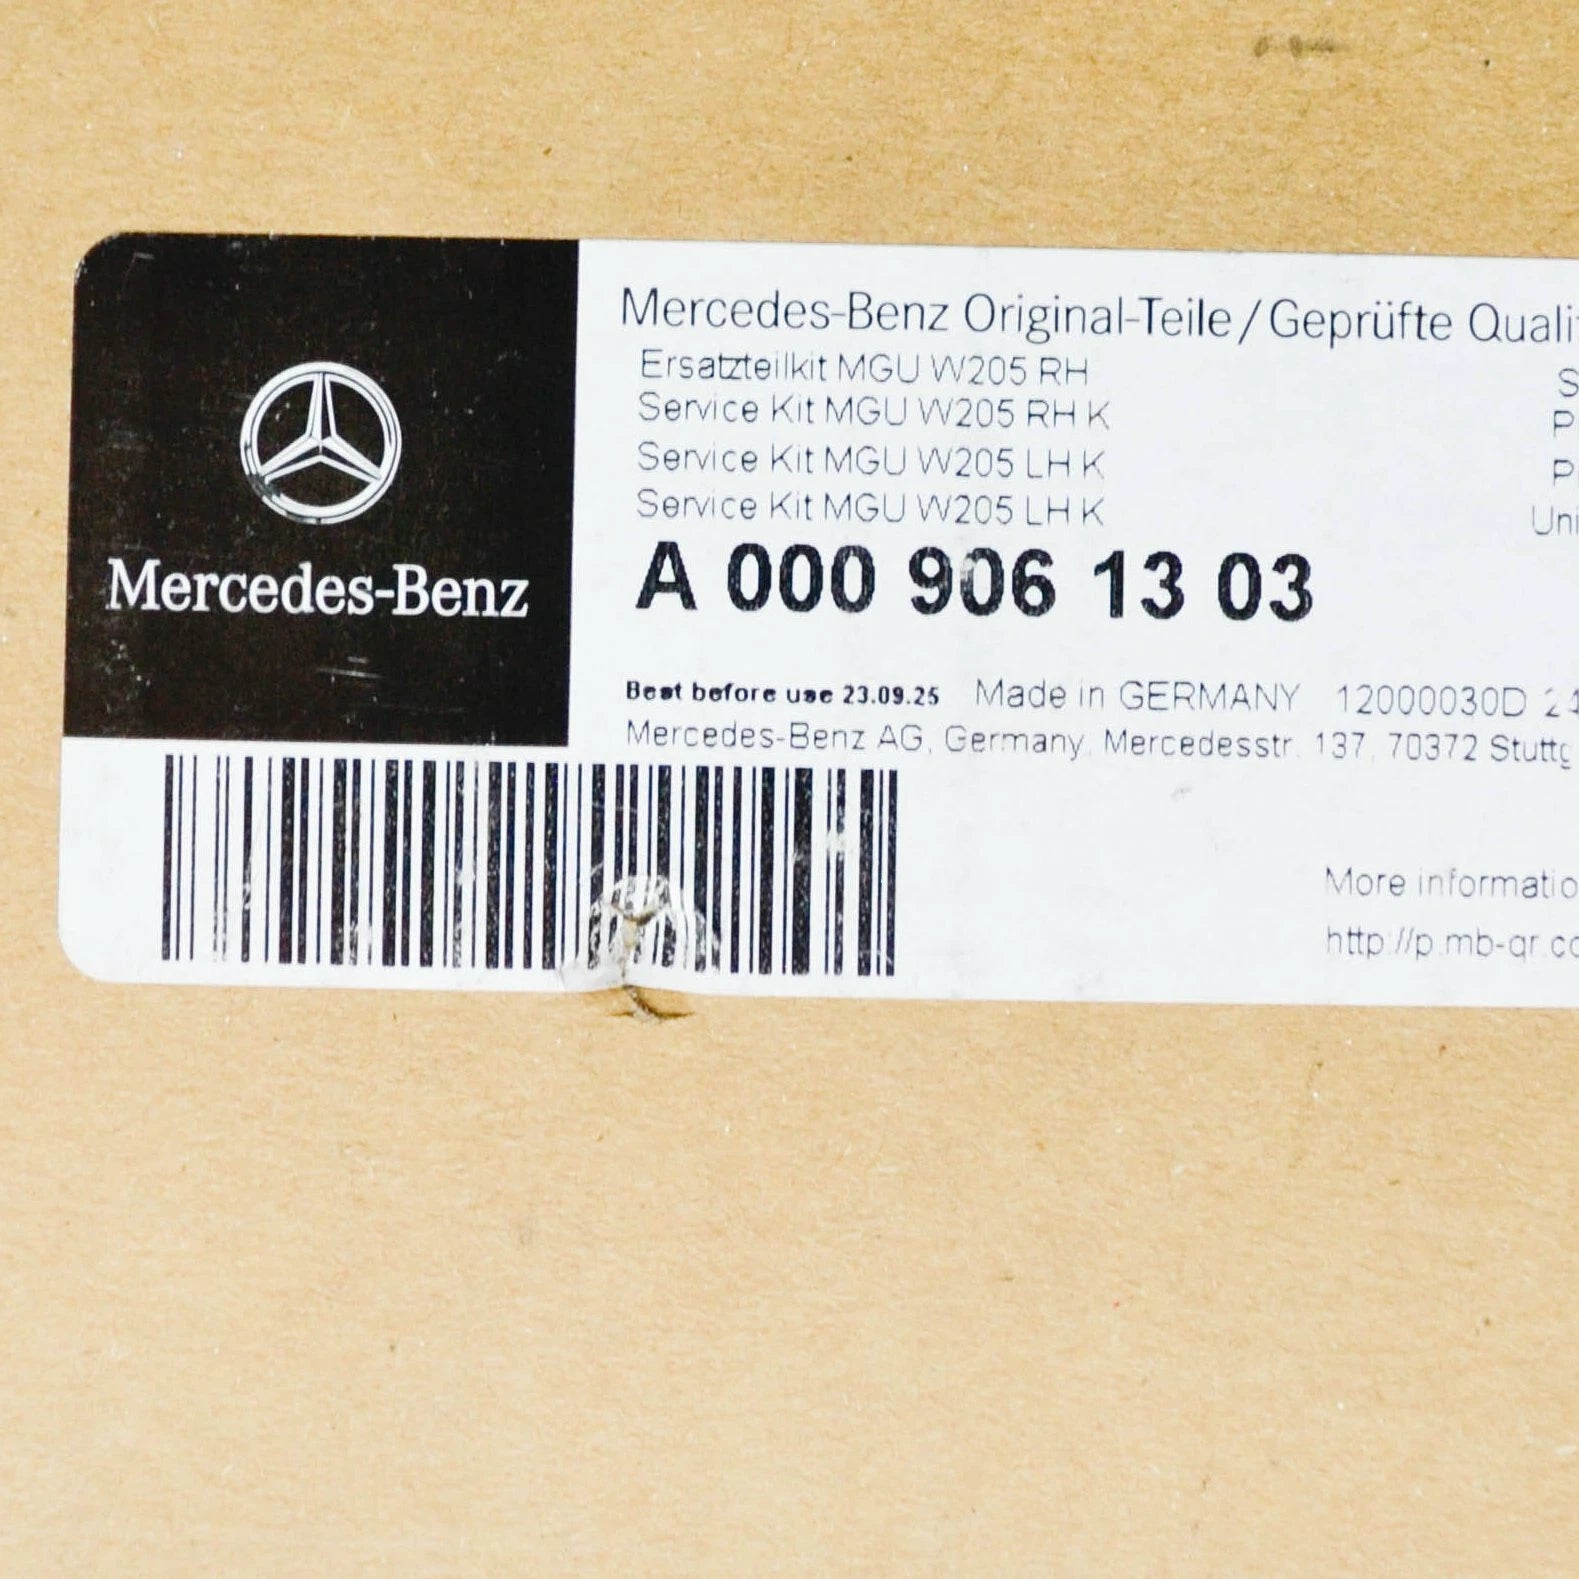 Mercedes-Benz
Mercedes-Benz Original-Teile/Geprüfte
Ersatzteilkit MGU W205 RH
Service Kit MGU W205 RH K
Service Kit MGU W205 LH K
Service Kit MGU W205 LH K
A 000 906 13 03
Best before use 23.09.25 Made in GERMANY 12000030D
Mercedes-Benz AG, Germany, Mercedesstr. 137, 70372
More
http://p.mb-qr.